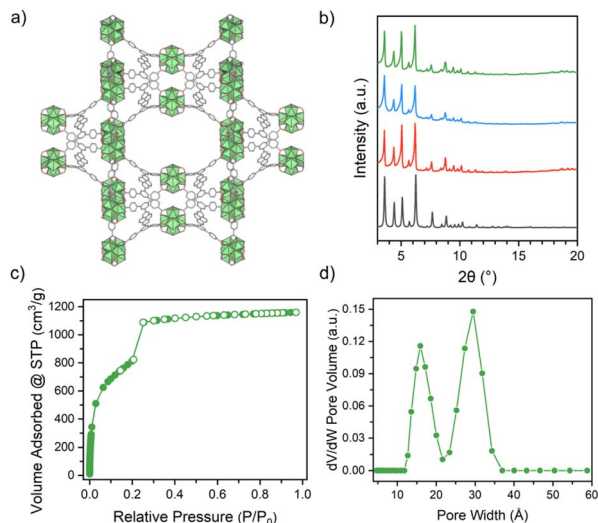 a)
b)
Intensity (a.u.)
5 10 15 20
2θ (°)
c)
Volume Adsorbed @ STP (cm³/g)
1400
1200
1000
800
600
400
200
0
0.0 0.2 0.4 0.6 0.8 1.0
Relative Pressure (P/P₀)
d)
dV/dW Pore Volume (a.u.)
0.15
0.12
0.09
0.06
0.03
0.00
10 20 30 40 50 60
Pore Width (Å)